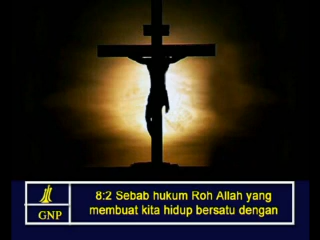 8:2 Sebab hukum Roh Allah yang
membuat kita hidup bersatu dengan
GNP